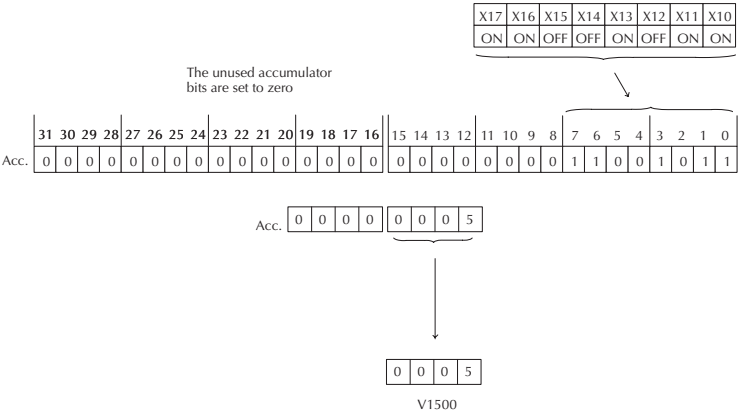 X17 X16 X15 X14 X13 X12 X11 X10
ON ON OFF OFF ON OFF ON ON
The unused accumulator
bits are set to zero
31 30 29 28 27 26 25 24 23 22 21 20 19 18 17 16 15 14 13 12 11 10 9 8 7 6 5 4 3 2 1 0
Acc. 0 0 0 0 0 0 0 0 0 0 0 0 0 0 0 0 0 0 0 0 0 0 0 0 1 1 0 0 1 0 1 1
Acc. 0 0 0 0 0 0 0 5
0 0 0 5
V1500